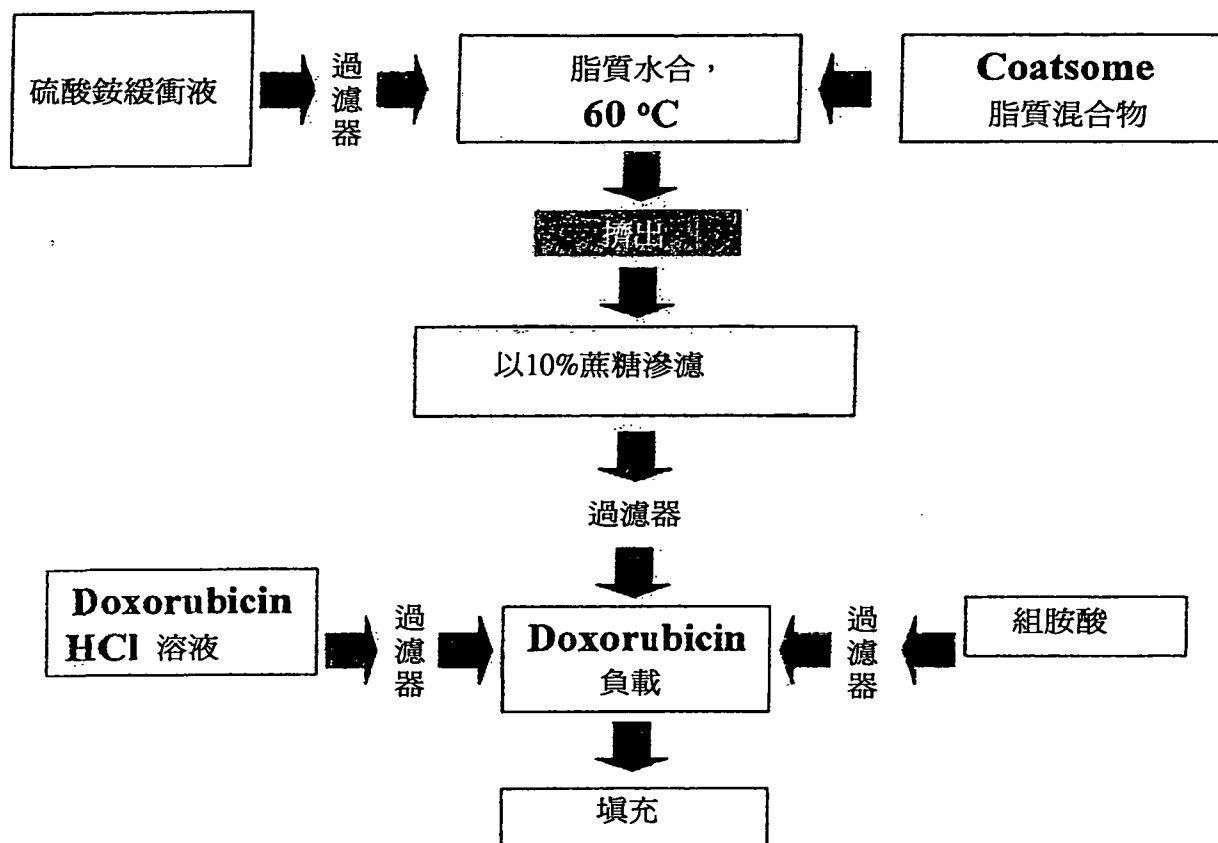 硫酸銨緩衝液
過濾器
脂質水合，
60 °C
Coatsome
脂質混合物
擠出
以10%蔗糖滲濾
過濾器
Doxorubicin
HCl 溶液
過濾器
Doxorubicin
負載
過濾器
組胺酸
填充